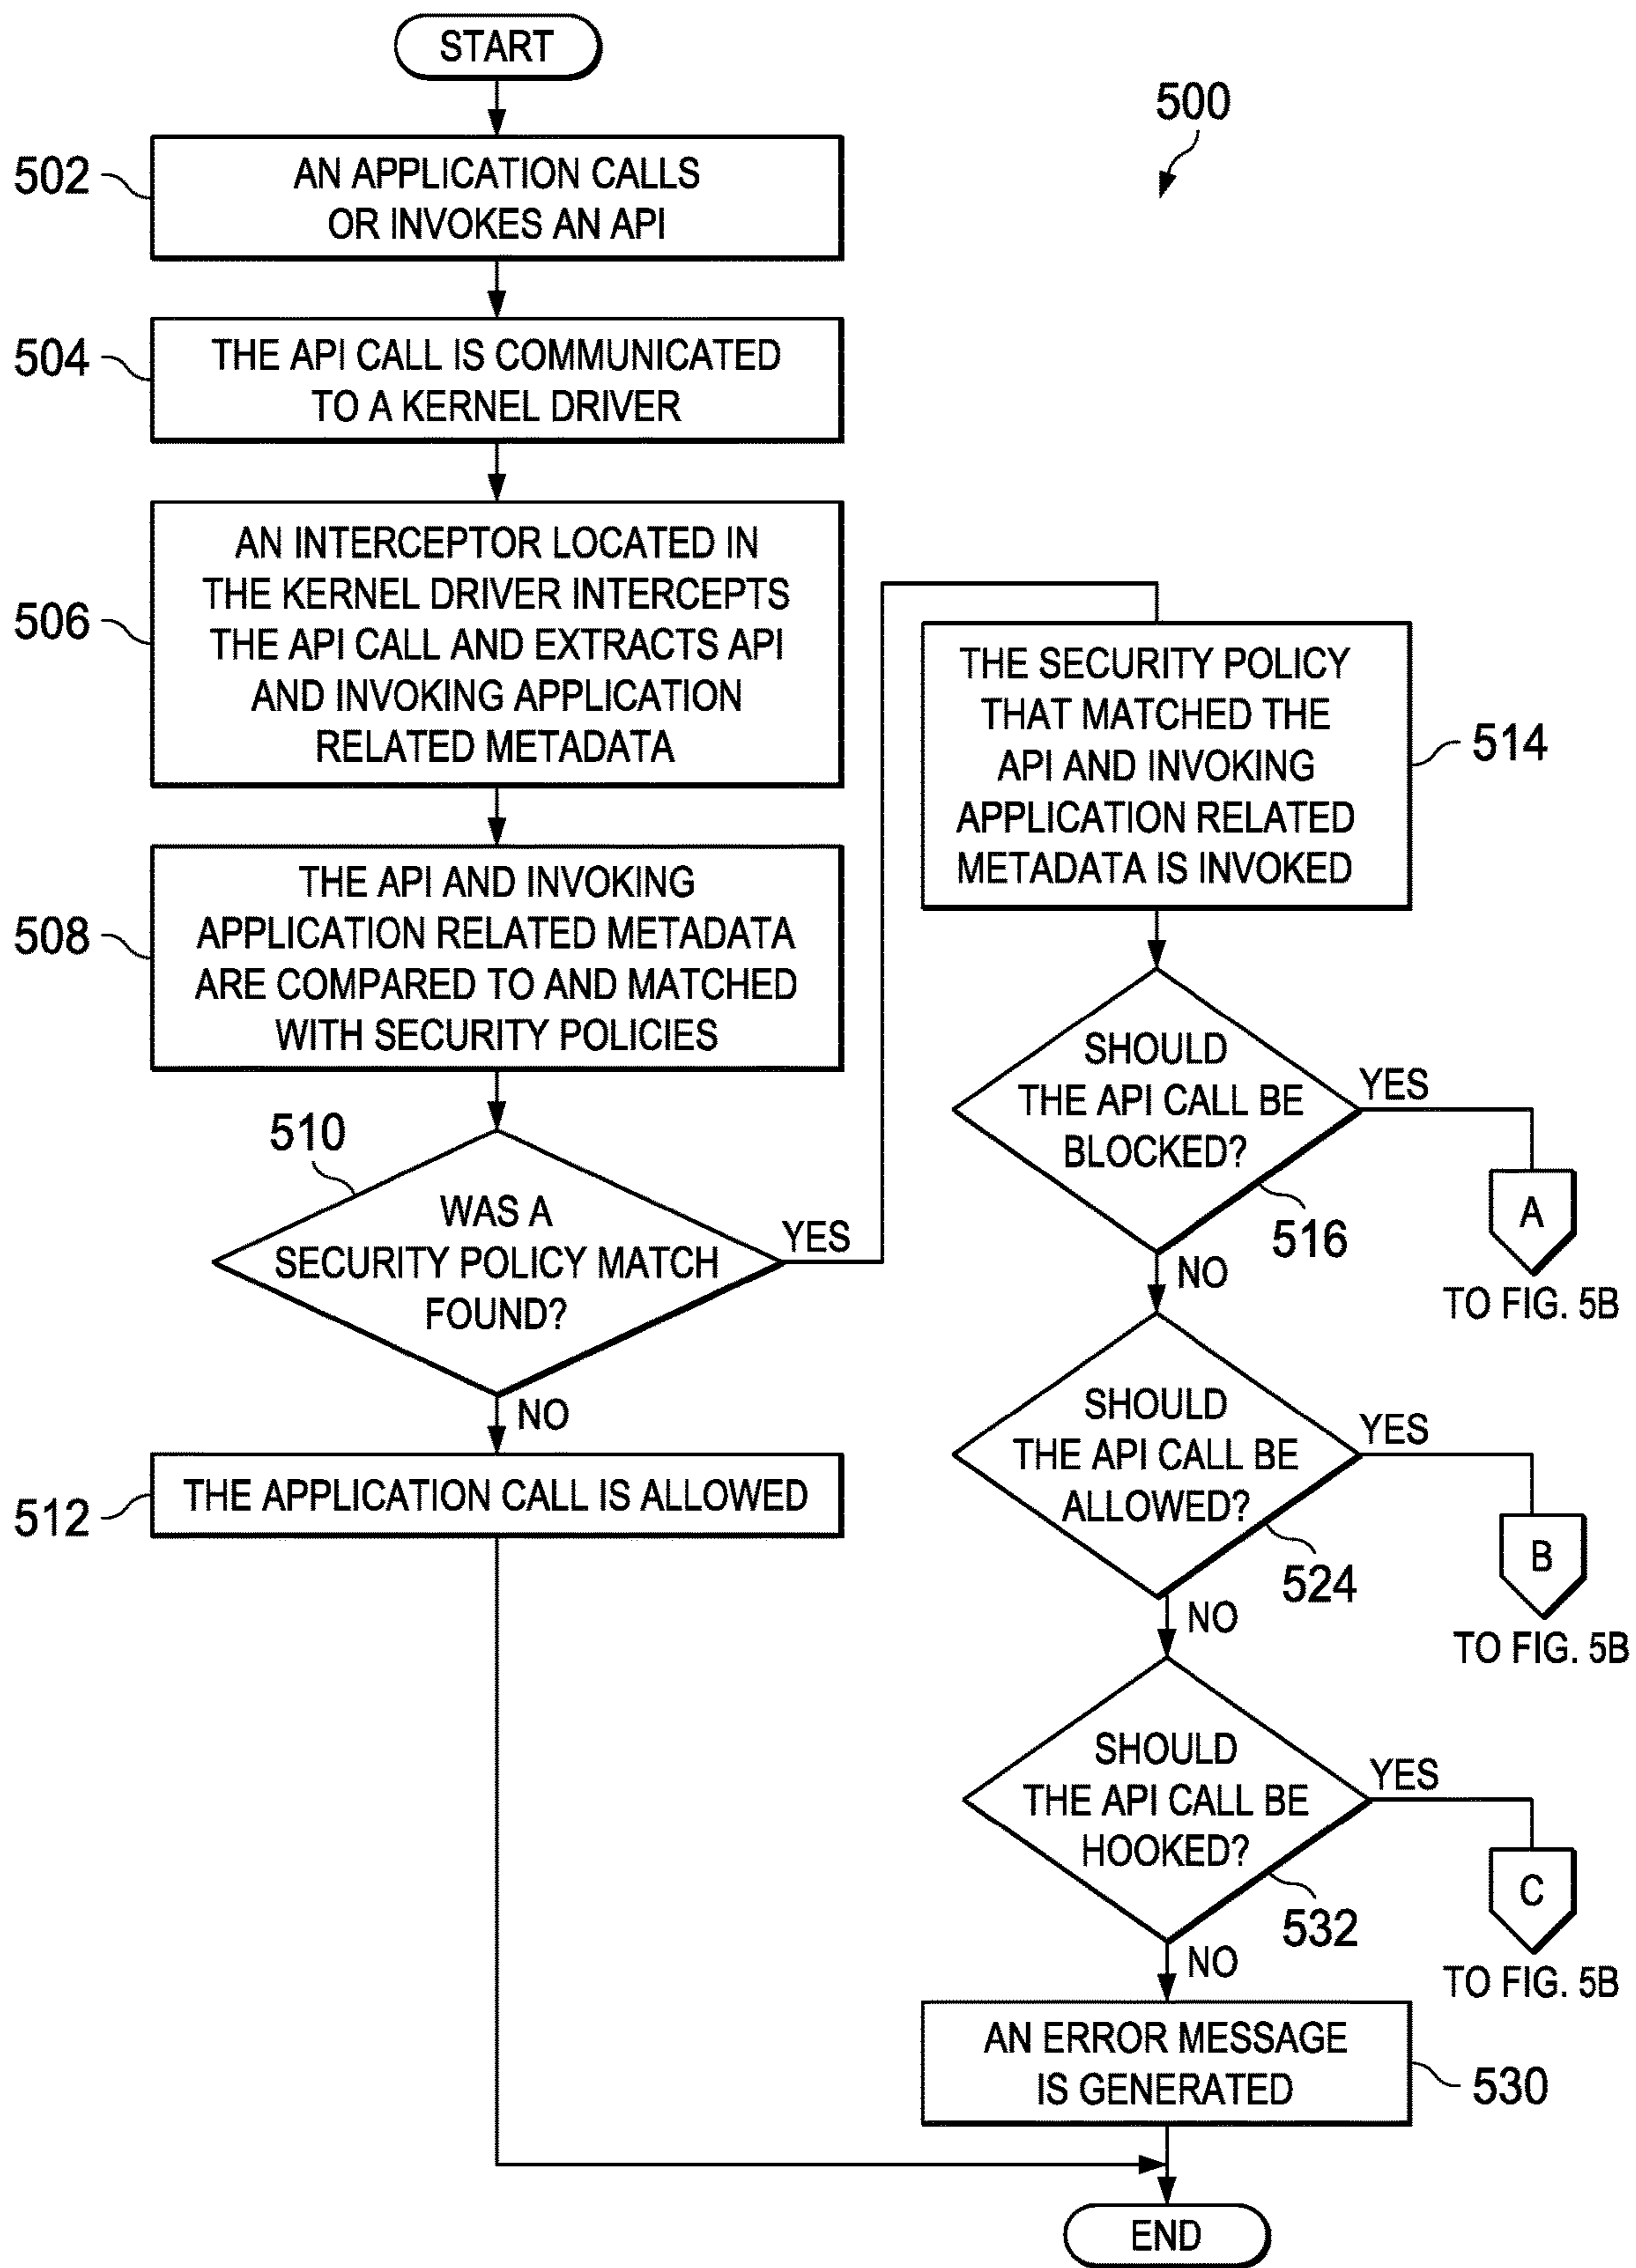 START
500
502
AN APPLICATION CALLS
OR INVOKES AN API
504
THE API CALL IS COMMUNICATED
TO A KERNEL DRIVER
506
AN INTERCEPTOR LOCATED IN
THE KERNEL DRIVER INTERCEPTS
THE API CALL AND EXTRACTS API
AND INVOKING APPLICATION
RELATED METADATA
508
THE API AND INVOKING
APPLICATION RELATED METADATA
ARE COMPARED TO AND MATCHED
WITH SECURITY POLICIES
510
WAS A
SECURITY POLICY MATCH
FOUND?
YES
NO
512
THE APPLICATION CALL IS ALLOWED
THE SECURITY POLICY
THAT MATCHED THE
API AND INVOKING
APPLICATION RELATED
METADATA IS INVOKED
514
SHOULD
THE API CALL BE
BLOCKED?
YES
516
A
TO FIG. 5B
NO
SHOULD
THE API CALL BE
ALLOWED?
YES
524
B
TO FIG. 5B
NO
SHOULD
THE API CALL BE
HOOKED?
YES
532
C
TO FIG. 5B
NO
AN ERROR MESSAGE
IS GENERATED
530
END